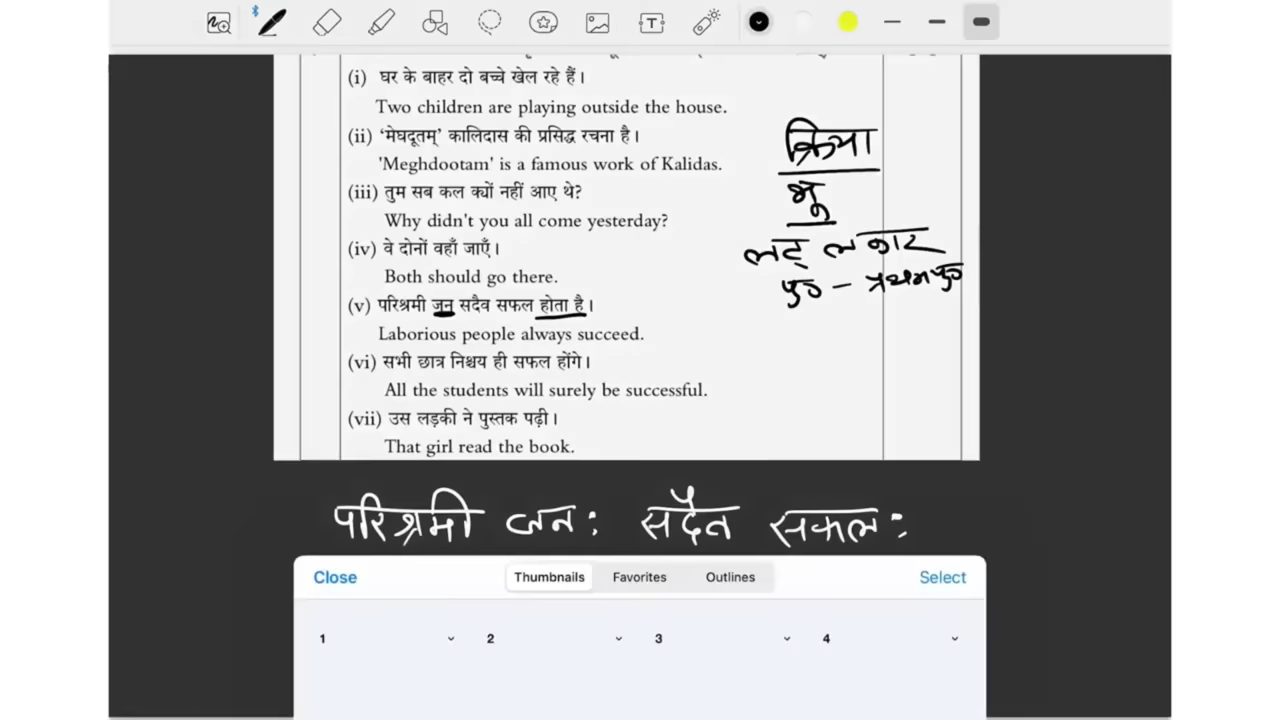 (i) घर के बाहर दो बच्चे खेल रहे हैं।
Two children are playing outside the house.
(ii) ‘मेघदूतम्’ कालिदास की प्रसिद्ध रचना है।
'Meghdootam' is a famous work of Kalidas.
(iii) तुम सब कल क्यों नहीं आए थे?
Why didn't you all come yesterday?
(iv) वे दोनों वहाँ जाएँ।
Both should go there.
(v) परिश्रमी जन सदैव सफल होता है।
Laborious people always succeed.
(vi) सभी छात्र निश्चय ही सफल होंगे।
All the students will surely be successful.
(vii) उस लड़की ने पुस्तक पढ़ी।
That girl read the book.
क्रिया
भू
लट् लकार
पु० – प्रथमपु०
परिश्रमी जनः सदैव सफलः
Close Thumbnails Favorites Outlines Select
1 2 3 4